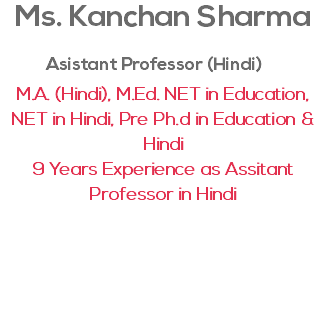 Ms. Kanchan Sharma
Asistant Professor (Hindi)
M.A. (Hindi), M.Ed. NET in Education,
NET in Hindi, Pre Ph.d in Education &
Hindi
9 Years Experience as Assitant
Professor in Hindi